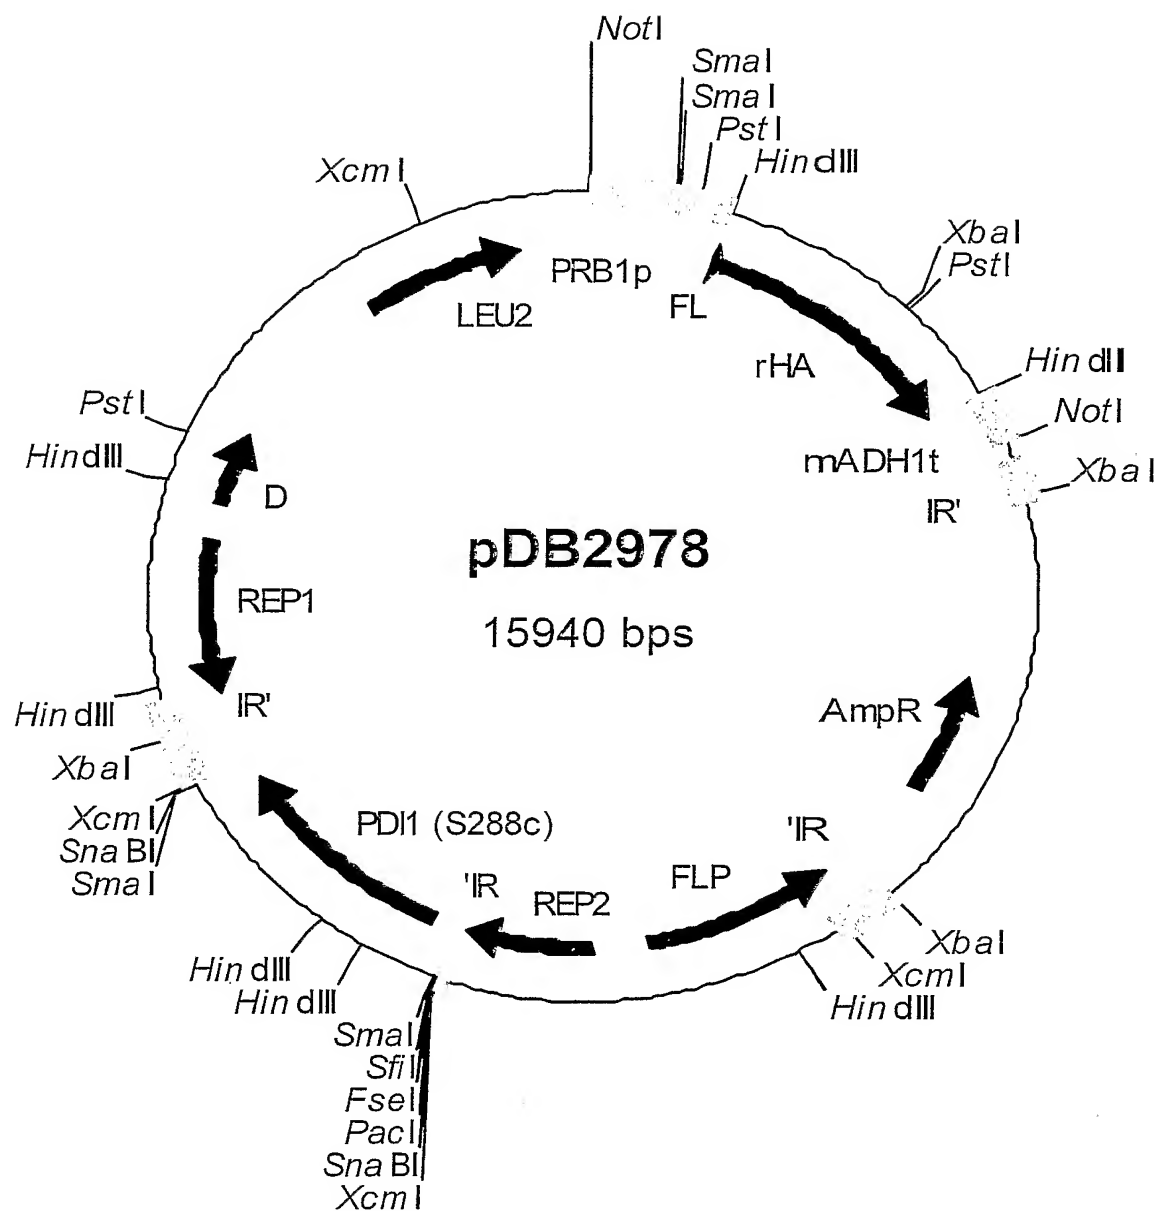 NotI
SmaI
SmaI
PstI
HindIII
XcmI
XbaI
PstI
PRB1p
FL
LEU2
rHA
HindIII
PstI
NotI
HindIII
mADH1t
XbaI
D
IR'
pDB2978
REP1
15940 bps
IR'
AmpR
HindIII
XbaI
XcmI
SnaBI
SmaI
PDI1 (S288c)
'IR
'IR
FLP
REP2
XbaI
HindIII
XcmI
HindIII
HindIII
SmaI
SfiI
FseI
PacI
SnaBI
XcmI